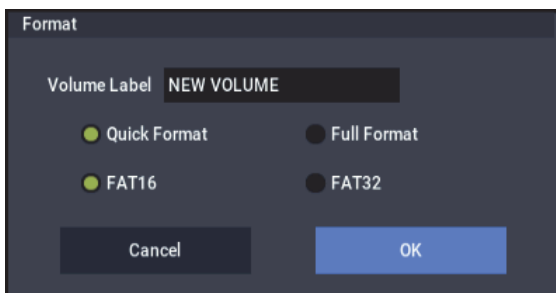 Format
Volume Label NEW VOLUME
Quick Format Full Format
FAT16 FAT32
Cancel OK